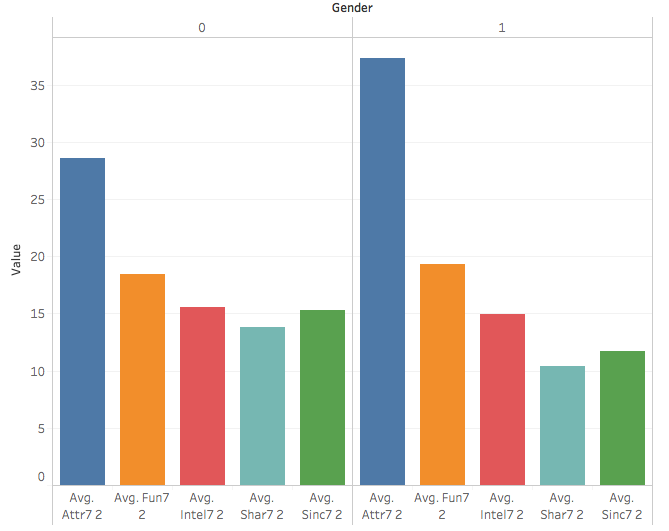 Gender
0 1
35
30
25
20
15
10
5
0
Value
Avg. Avg. Fun7 Avg. Avg. Avg. Avg. Avg. Fun7 Avg. Avg. Avg.
Attr7 2 2 Intel7 2 Shar7 2 Sinc7 2 Attr7 2 2 Intel7 2 Shar7 2 Sinc7 2